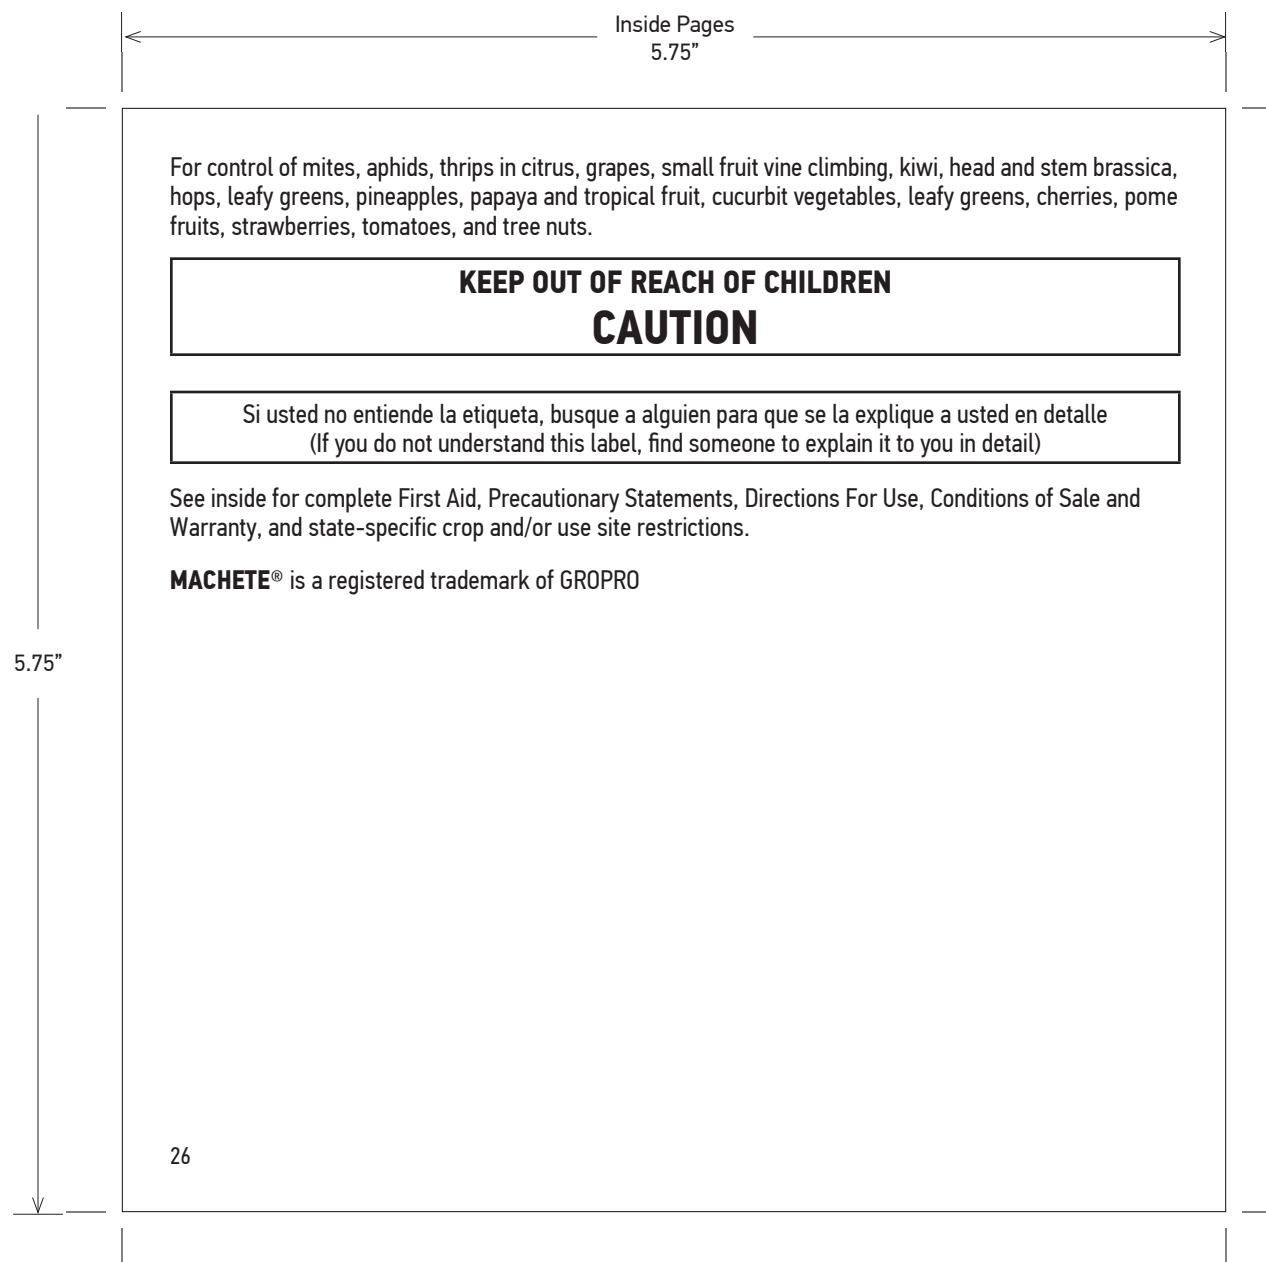 Inside Pages
5.75”
For control of mites, aphids, thrips in citrus, grapes, small fruit vine climbing, kiwi, head and stem brassica,
hops, leafy greens, pineapples, papaya and tropical fruit, cucurbit vegetables, leafy greens, cherries, pome
fruits, strawberries, tomatoes, and tree nuts.
KEEP OUT OF REACH OF CHILDREN
CAUTION
Si usted no entiende la etiqueta, busque a alguien para que se la explique a usted en detalle
(If you do not understand this label, find someone to explain it to you in detail)
See inside for complete First Aid, Precautionary Statements, Directions For Use, Conditions of Sale and
Warranty, and state-specific crop and/or use site restrictions.
MACHETE® is a registered trademark of GROPRO
5.75”
26